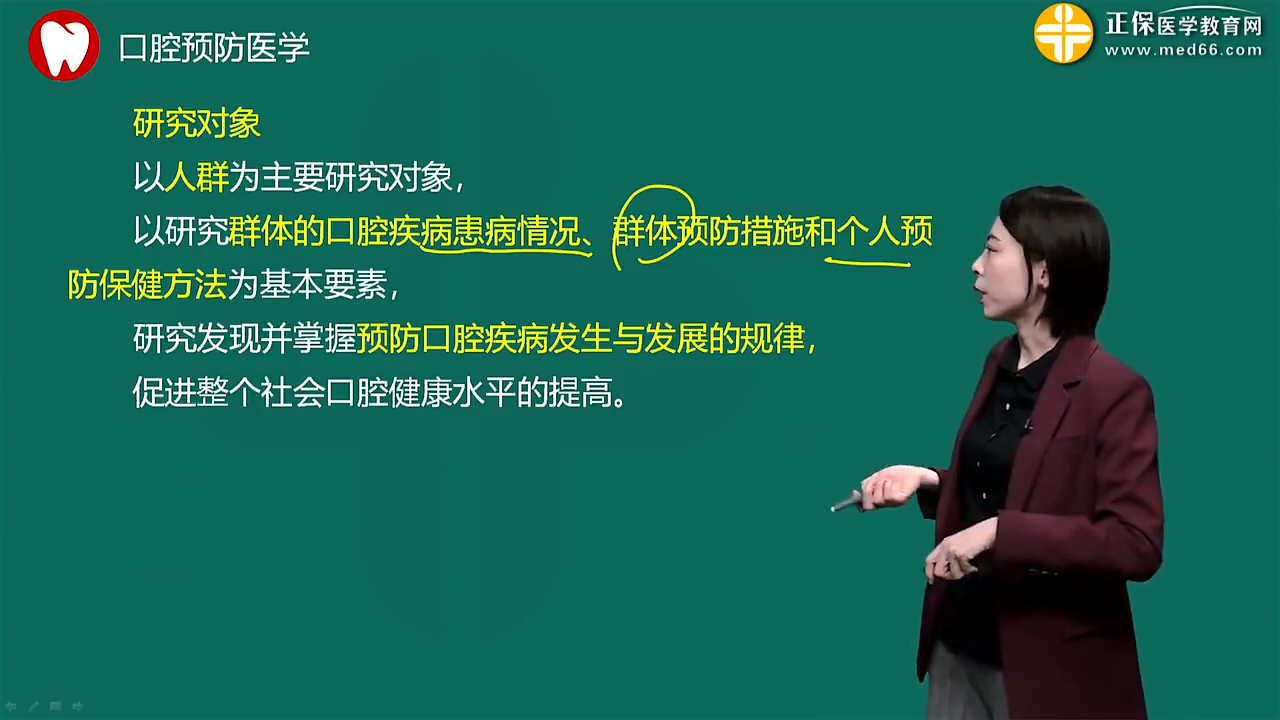 口腔预防医学
正保医学教育网
www.med66.com
研究对象
以人群为主要研究对象，
以研究群体的口腔疾病患病情况、群体预防措施和个人预
防保健方法为基本要素，
研究发现并掌握预防口腔疾病发生与发展的规律，
促进整个社会口腔健康水平的提高。